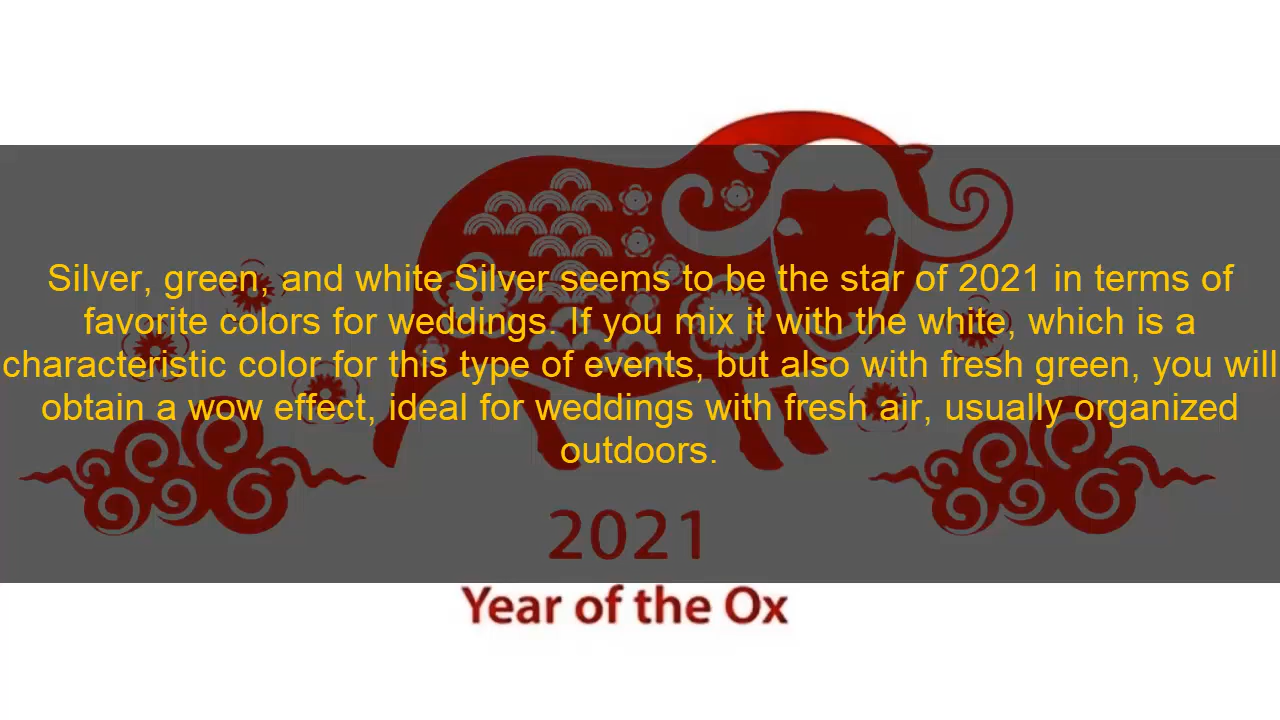 Silver, green, and white Silver seems to be the star of 2021 in terms of
favorite colors for weddings. If you mix it with the white, which is a
characteristic color for this type of events, but also with fresh green, you will
obtain a wow effect, ideal for weddings with fresh air, usually organized
outdoors.
2021
Year of the Ox